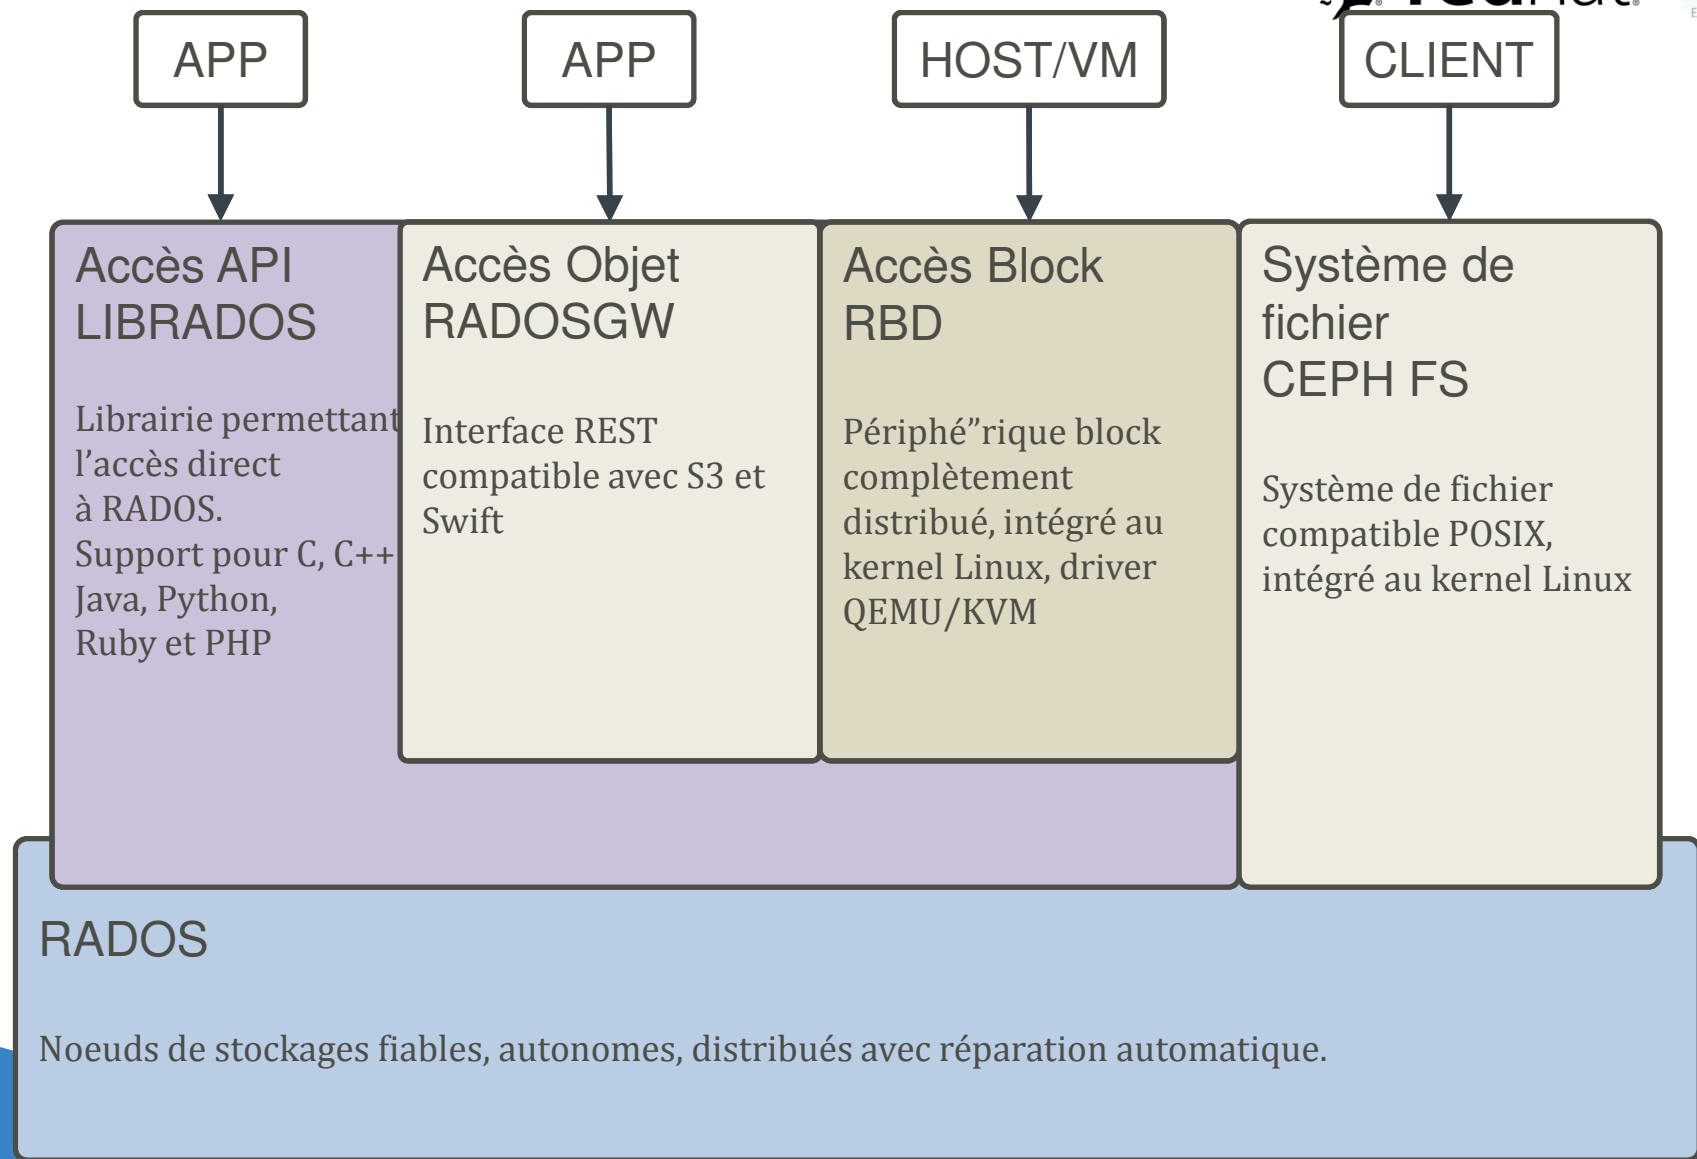 APP
APP
HOST/VM
CLIENT
Accès API
LIBRADOS
Librairie permettant
l’accès direct
à RADOS.
Support pour C, C++
Java, Python,
Ruby et PHP
Accès Objet
RADOSGW
Interface REST
compatible avec S3 et
Swift
Accès Block
RBD
Périphé”rique block
complètement
distribué, intégré au
kernel Linux, driver
QEMU/KVM
Système de
fichier
CEPH FS
Système de fichier
compatible POSIX,
intégré au kernel Linux
RADOS
Noeuds de stockages fiables, autonomes, distribués avec réparation automatique.